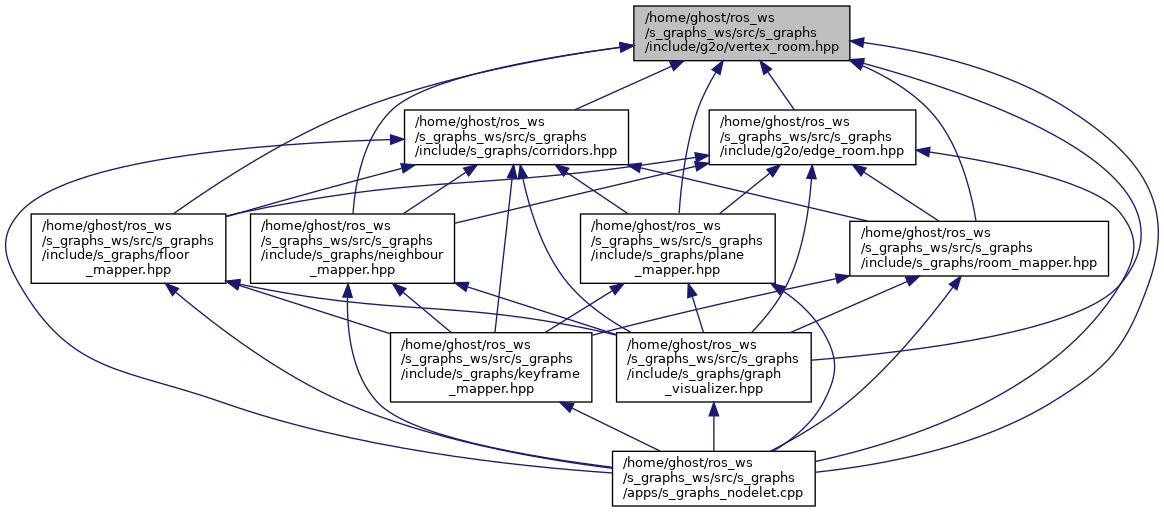 /home/ghost/ros_ws
/s_graphs_ws/src/s_graphs
/include/g2o/vertex_room.hpp
/home/ghost/ros_ws
/s_graphs_ws/src/s_graphs
/include/s_graphs/corridors.hpp
/home/ghost/ros_ws
/s_graphs_ws/src/s_graphs
/include/g2o/edge_room.hpp
/home/ghost/ros_ws
/s_graphs_ws/src/s_graphs
/include/s_graphs/floor
_mapper.hpp
/home/ghost/ros_ws
/s_graphs_ws/src/s_graphs
/include/s_graphs/neighbour
_mapper.hpp
/home/ghost/ros_ws
/s_graphs_ws/src/s_graphs
/include/s_graphs/plane
_mapper.hpp
/home/ghost/ros_ws
/s_graphs_ws/src/s_graphs
/include/s_graphs/room_mapper.hpp
/home/ghost/ros_ws
/s_graphs_ws/src/s_graphs
/include/s_graphs/keyframe
_mapper.hpp
/home/ghost/ros_ws
/s_graphs_ws/src/s_graphs
/include/s_graphs/graph
_visualizer.hpp
/home/ghost/ros_ws
/s_graphs_ws/src/s_graphs
/apps/s_graphs_nodelet.cpp